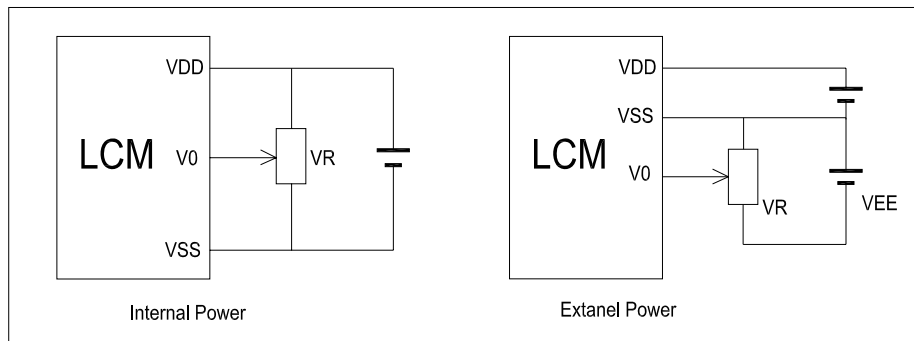 VDD
LCM
V0
VR
VSS
Internal Power
VDD
VSS
LCM
V0
VR
VEE
Extanel Power